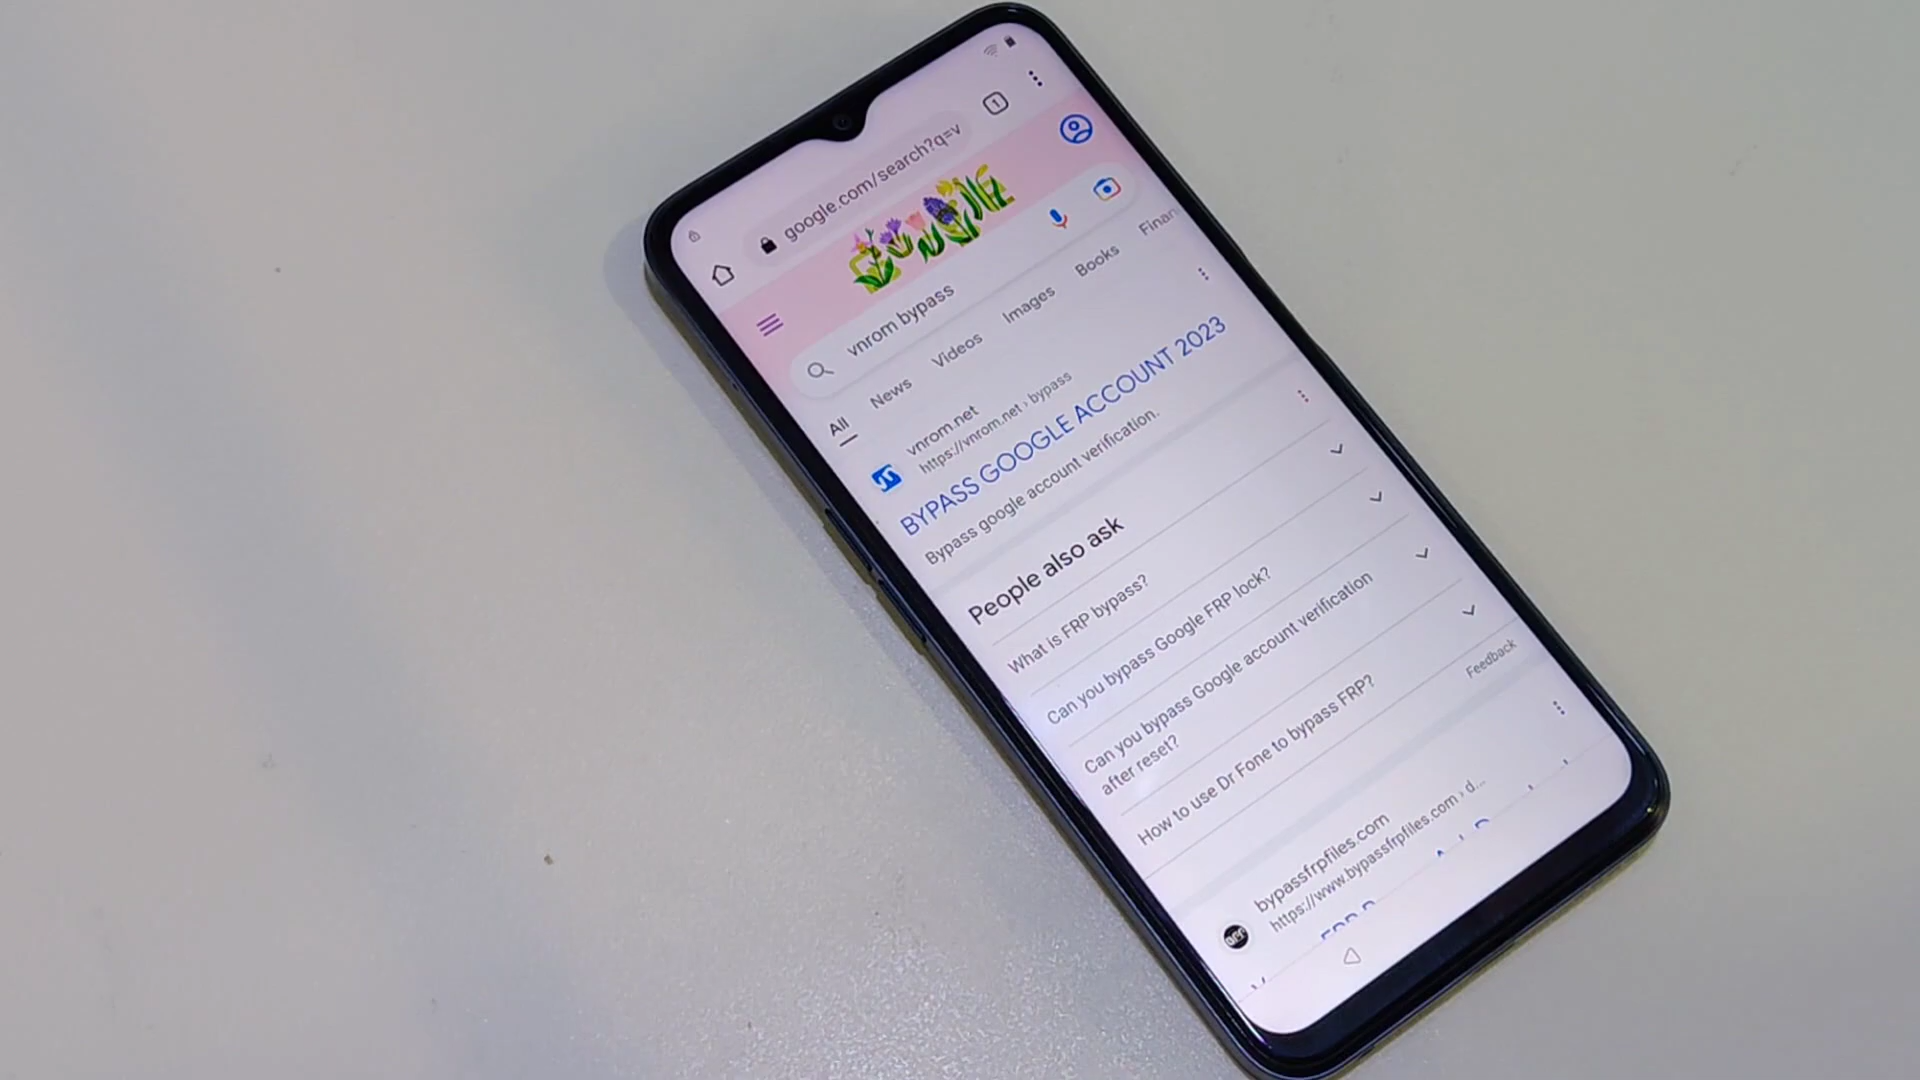 1
google.com/search?q=v
vnrom bypass
All News Videos Images Books Finan
vnrom.net
https://vnrom.net › bypass
BYPASS GOOGLE ACCOUNT 2023
Bypass google account verification.
People also ask
What is FRP bypass?
Can you bypass Google FRP lock?
Can you bypass Google account verification
after reset?
How to use Dr Fone to bypass FRP?
Feedback
bypassfrpfiles.com
https://www.bypassfrpfiles.com › d...